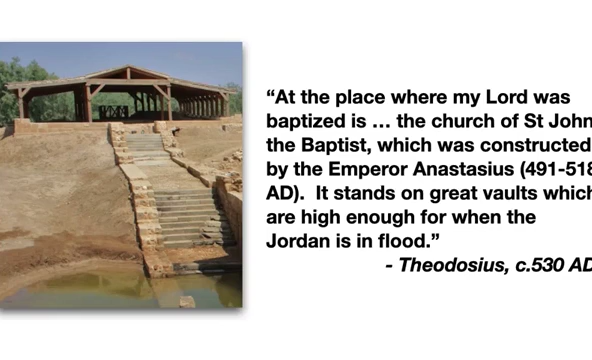 “At the place where my Lord was
baptized is … the church of St John
the Baptist, which was constructed
by the Emperor Anastasius (491-518
AD).  It stands on great vaults which
are high enough for when the
Jordan is in flood.”
- Theodosius, c.530 AD